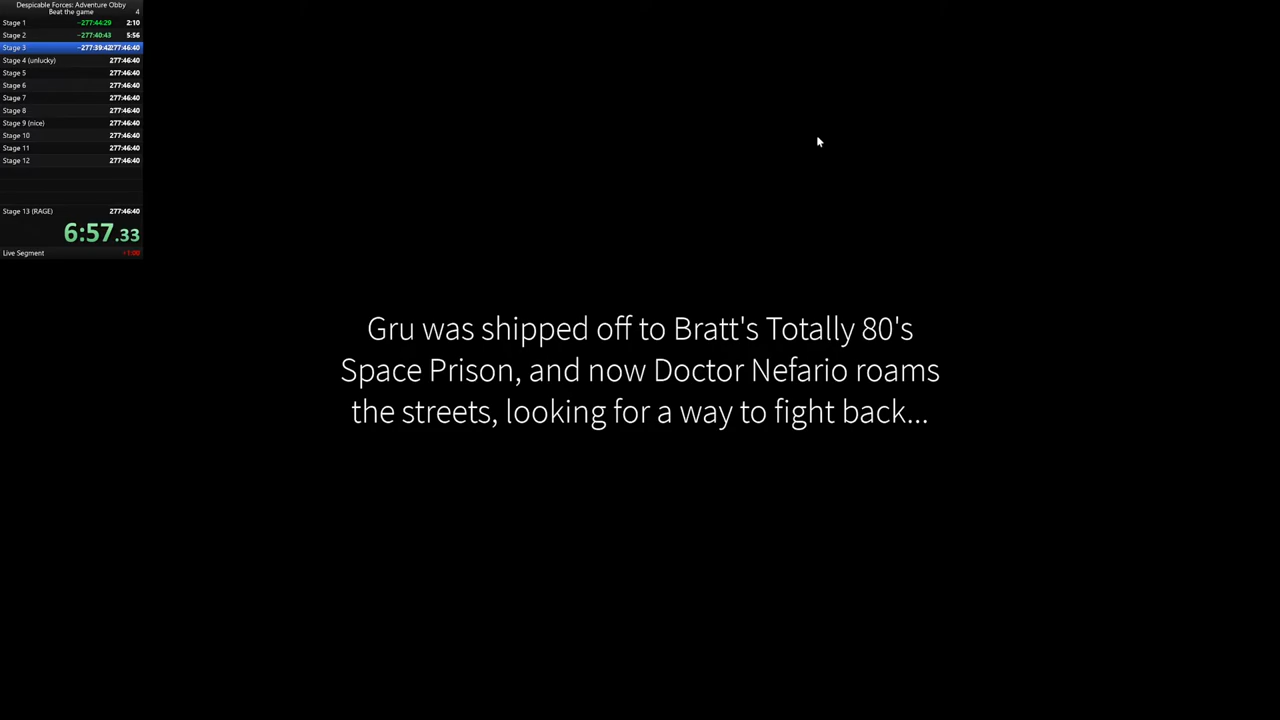 Despicable Forces: Adventure Obby
Beat the game 4
Stage 1 −277:44:29 2:10
Stage 2 −277:40:43 5:56
Stage 3 −277:39:42 277:46:40
Stage 4 (unlucky) 277:46:40
Stage 5 277:46:40
Stage 6 277:46:40
Stage 7 277:46:40
Stage 8 277:46:40
Stage 9 (nice) 277:46:40
Stage 10 277:46:40
Stage 11 277:46:40
Stage 12 277:46:40
Stage 13 (RAGE) 277:46:40
6:57.33
Live Segment +1:00
Gru was shipped off to Bratt's Totally 80's
Space Prison, and now Doctor Nefario roams
the streets, looking for a way to fight back...